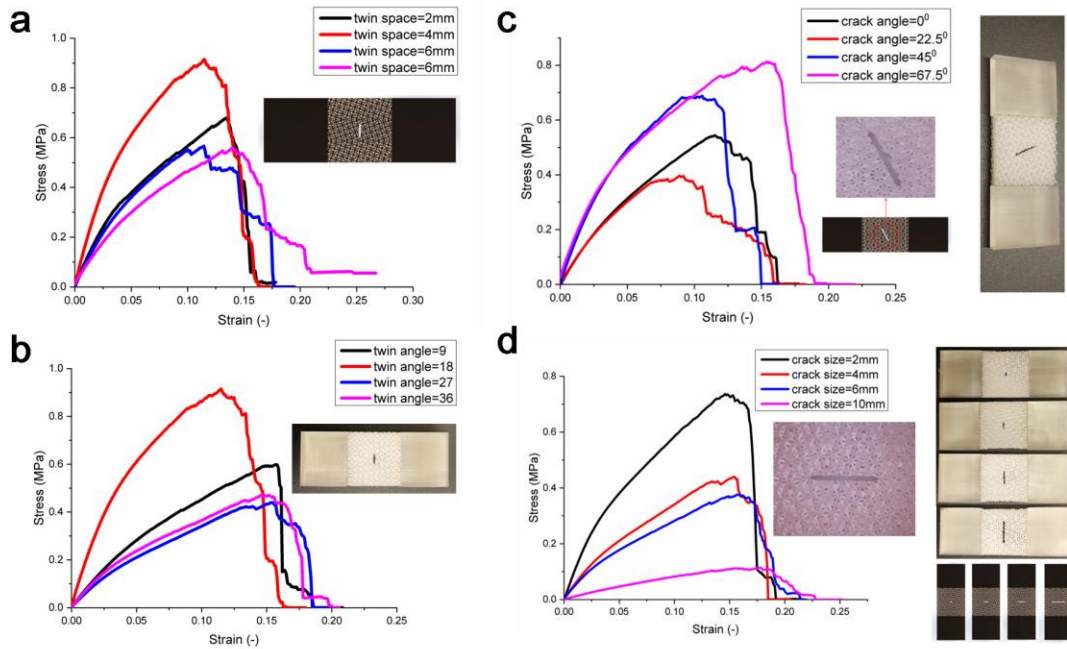 a
twin space=2mm
twin space=4mm
twin space=6mm
twin space=6mm
1.0
0.8
0.6
0.4
0.2
0.0
Stress (MPa)
0.00 0.05 0.10 0.15 0.20 0.25 0.30
Strain (-)
c
crack angle=0⁰
crack angle=22.5⁰
crack angle=45⁰
crack angle=67.5⁰
0.8
0.6
0.4
0.2
0.0
Stress (MPa)
0.00 0.05 0.10 0.15 0.20 0.25
Strain (-)
b
twin angle=9
twin angle=18
twin angle=27
twin angle=36
1.0
0.8
0.6
0.4
0.2
0.0
Stress (MPa)
0.00 0.05 0.10 0.15 0.20 0.25
Strain (-)
d
crack size=2mm
crack size=4mm
crack size=6mm
crack size=10mm
0.8
0.6
0.4
0.2
0.0
Stress (MPa)
0.00 0.05 0.10 0.15 0.20 0.25
Strain (-)